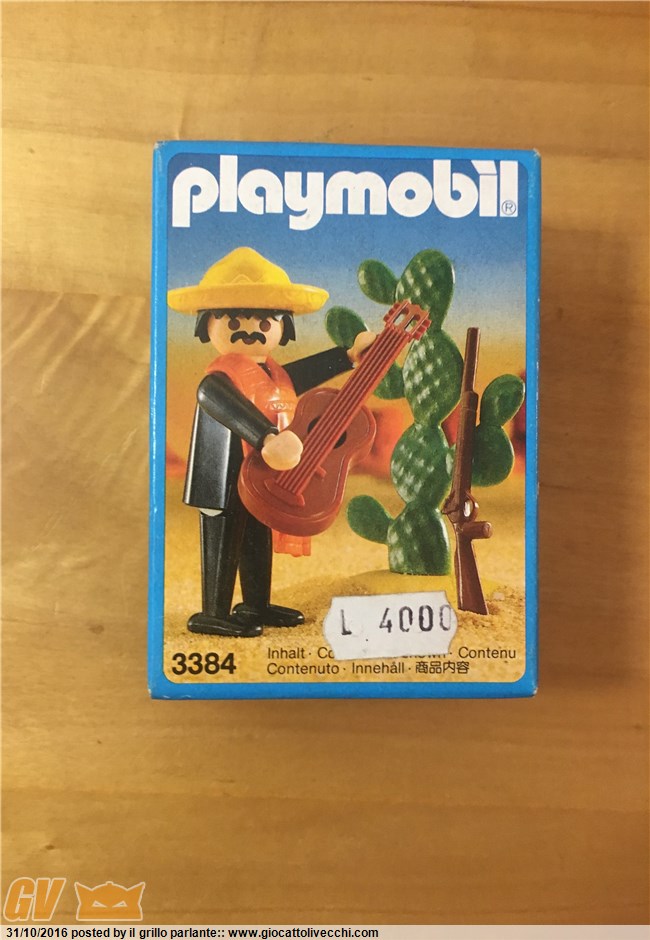 playmobil®
L. 4000
3384
Inhalt · Contenu
Contenuto · Innehåll · 商品内容
GV
31/10/2016 posted by il grillo parlante:: www.giocattolivecchi.com